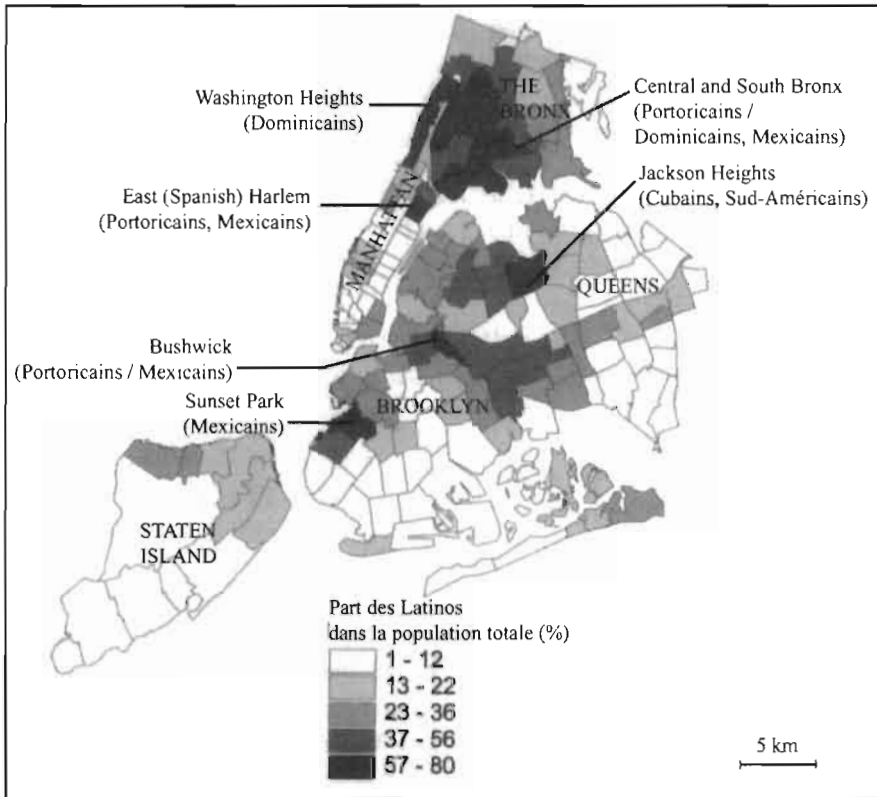 THE
BRONX
Washington Heights
(Dominicains)
Central and South Bronx
(Portoricains /
Dominicains, Mexicains)
East (Spanish) Harlem
(Portoricains, Mexicains)
Jackson Heights
(Cubains, Sud-Américains)
MANHATTAN
QUEENS
Bushwick
(Portoricains / Mexicains)
Sunset Park
(Mexicains)
BROOKLYN
STATEN
ISLAND
Part des Latinos
dans la population totale (%)
1 - 12
13 - 22
23 - 36
37 - 56
57 - 80
5 km